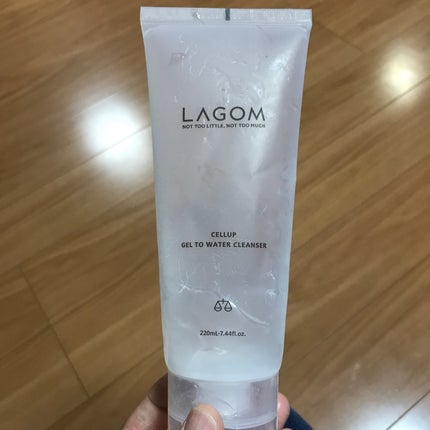 LAGOM
NOT TOO LITTLE, NOT TOO MUCH
CELLUP
GEL TO WATER CLEANSER
220mL·7.44fl.oz.